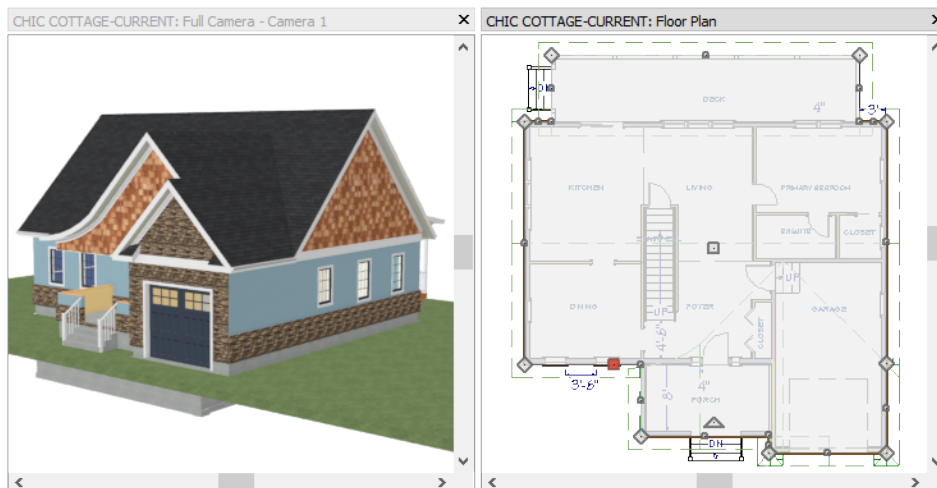 CHIC COTTAGE-CURRENT: Full Camera - Camera 1
CHIC COTTAGE-CURRENT: Floor Plan
DN
DECK
4"
3'
KITCHEN
LIVING
PRIMARY BEDROOM
ENSUITE
CLOSET
UP
DINING
UP
FOYER
CLOSET
GARAGE
4'-6"
3'-6"
8'
4"
PORCH
DN